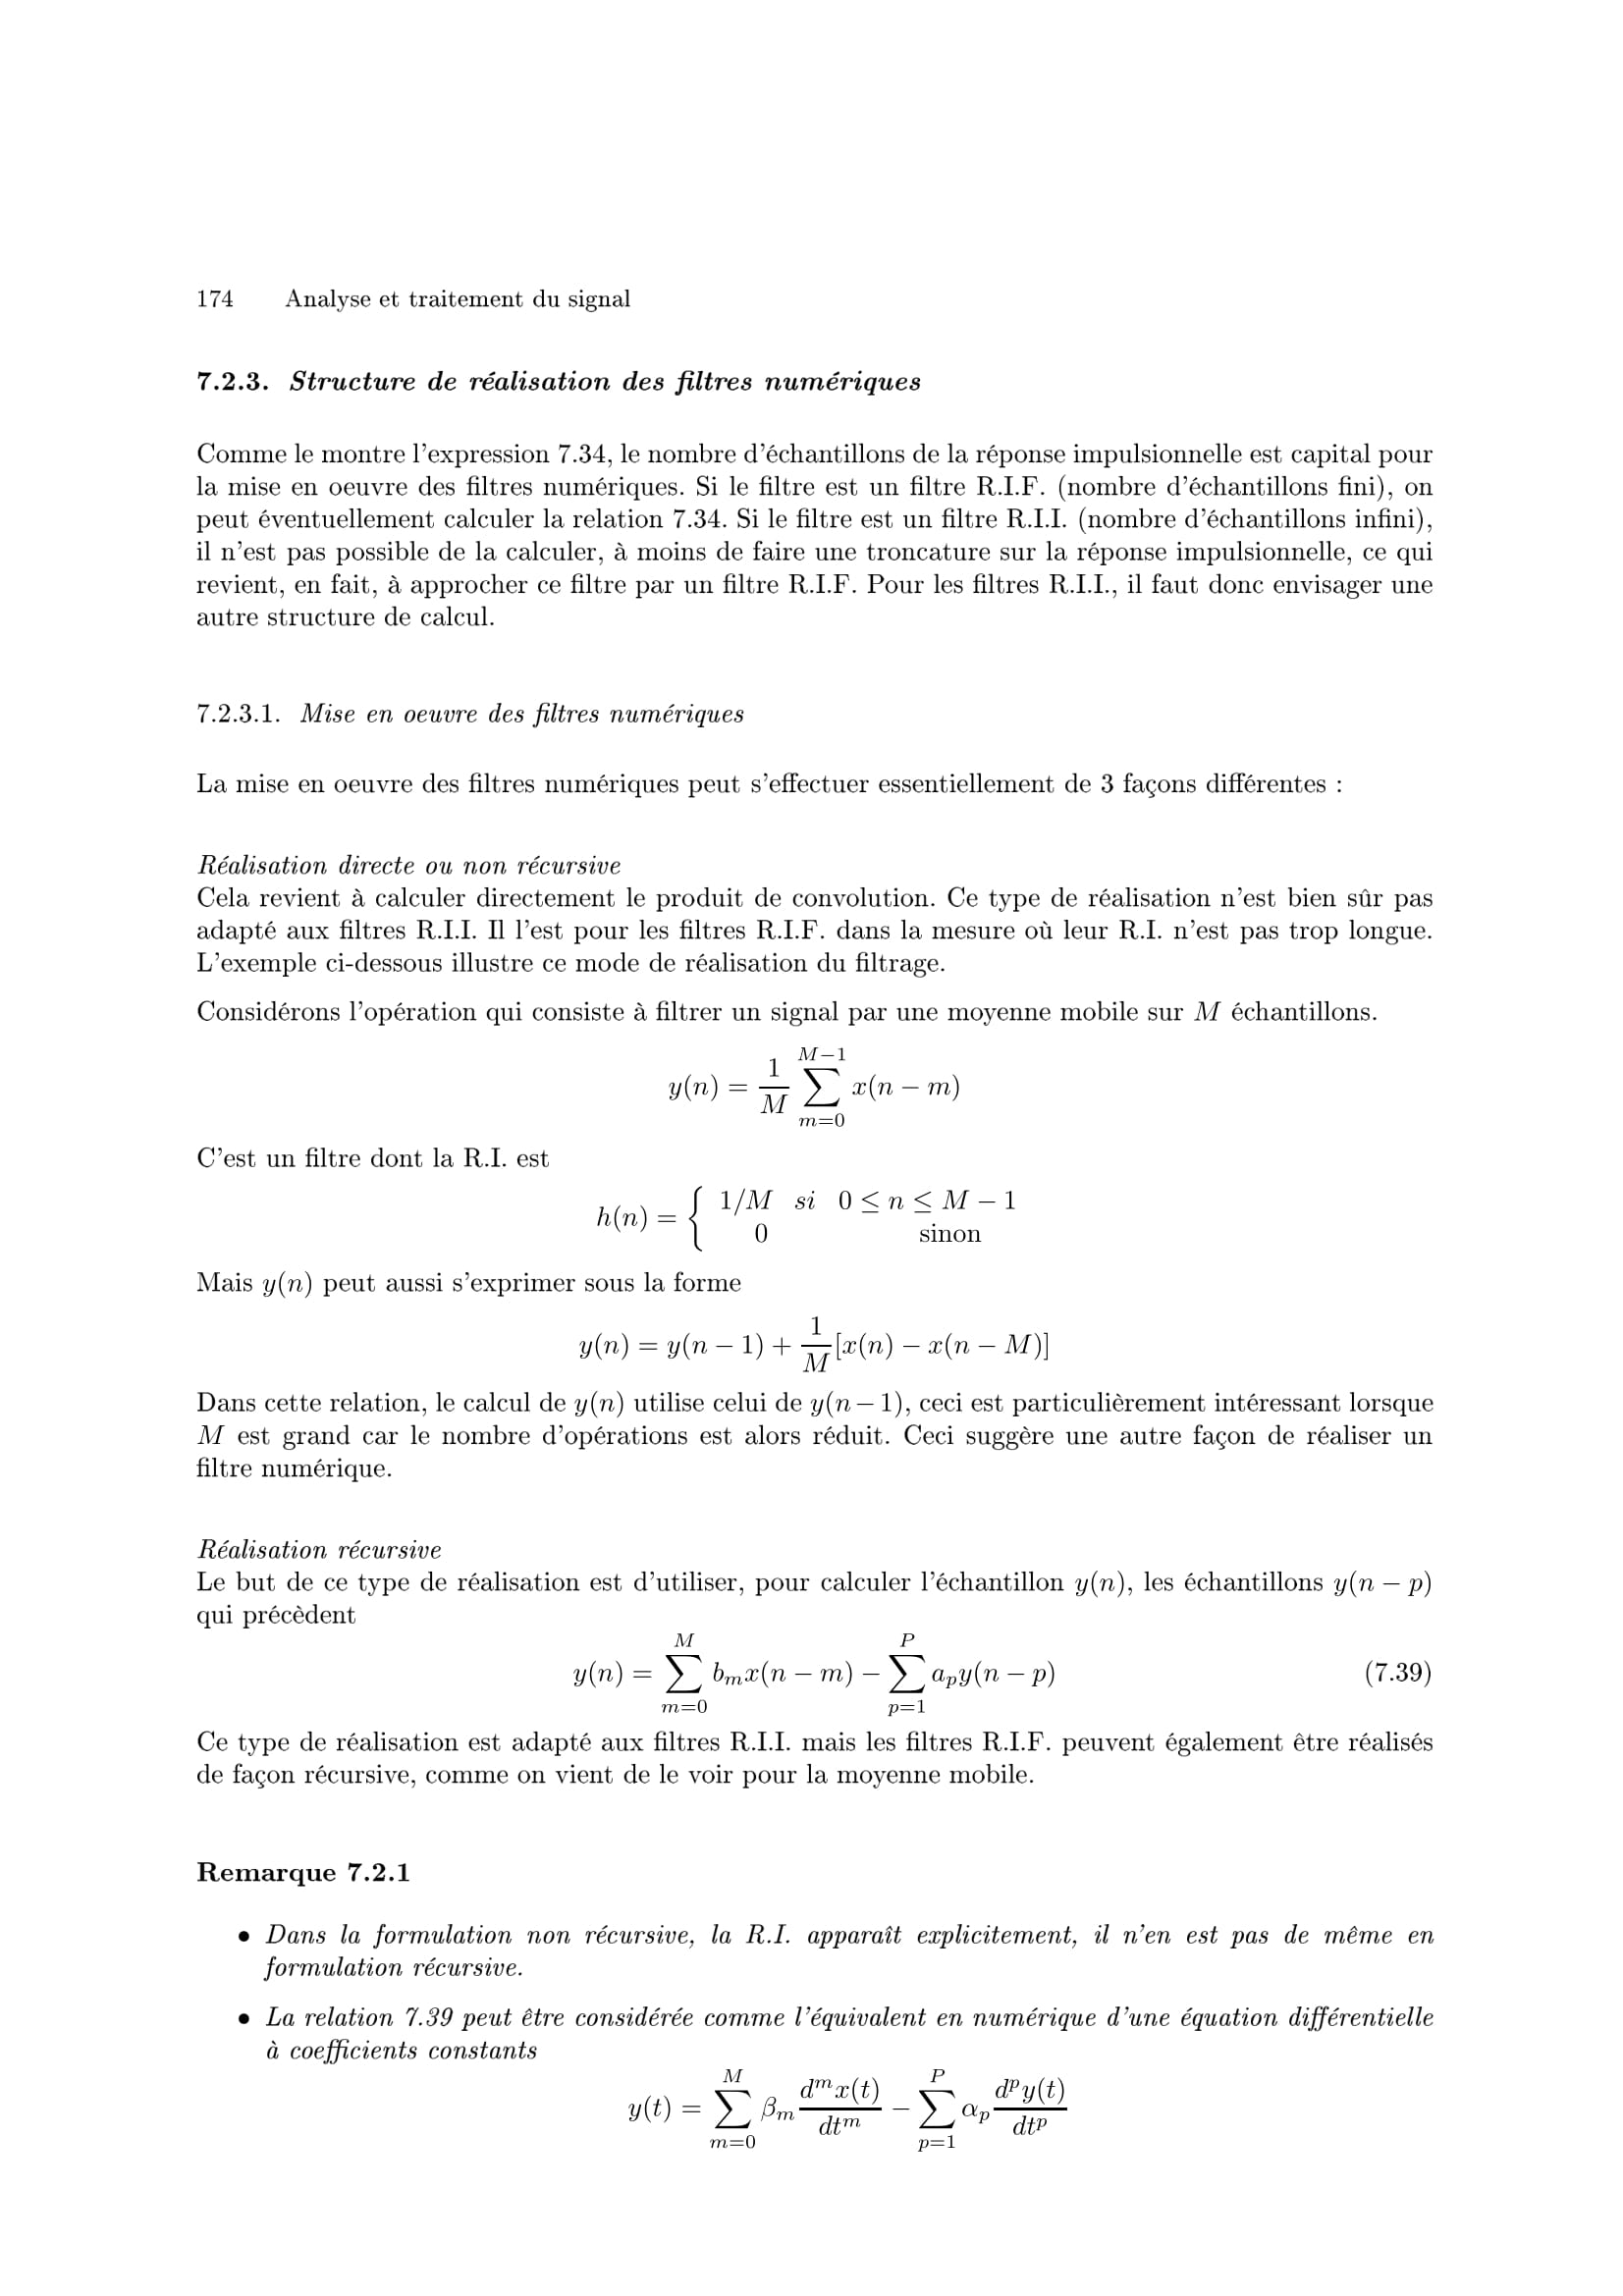 174 Analyse et traitement du signal
7.2.3. Structure de réalisation des filtres numériques
Comme le montre l'expression 7.34, le nombre d'échantillons de la réponse impulsionnelle est capital pour
la mise en oeuvre des filtres numériques. Si le filtre est un filtre R.I.F. (nombre d'échantillons fini), on
peut éventuellement calculer la relation 7.34. Si le filtre est un filtre R.I.I. (nombre d'échantillons infini),
il n'est pas possible de la calculer, à moins de faire une troncature sur la réponse impulsionnelle, ce qui
revient, en fait, à approcher ce filtre par un filtre R.I.F. Pour les filtres R.I.I., il faut donc envisager une
autre structure de calcul.
7.2.3.1. Mise en oeuvre des filtres numériques
La mise en oeuvre des filtres numériques peut s'effectuer essentiellement de 3 façons différentes :
Réalisation directe ou non récursive
Cela revient à calculer directement le produit de convolution. Ce type de réalisation n'est bien sûr pas
adapté aux filtres R.I.I. Il l'est pour les filtres R.I.F. dans la mesure où leur R.I. n'est pas trop longue.
L'exemple ci-dessous illustre ce mode de réalisation du filtrage.
Considérons l'opération qui consiste à filtrer un signal par une moyenne mobile sur M échantillons.
$y(n) = \frac{1}{M} \sum_{m=0}^{M-1} x(n-m)$
C'est un filtre dont la R.I. est
$h(n) = \left\{ \begin{array}{ccc} 1/M & si & 0 \leq n \leq M-1 \\ 0 & & \text{sinon} \end{array} \right.$
Mais y(n) peut aussi s'exprimer sous la forme
$y(n) = y(n-1) + \frac{1}{M}[x(n) - x(n-M)]$
Dans cette relation, le calcul de y(n) utilise celui de y(n − 1), ceci est particulièrement intéressant lorsque
M est grand car le nombre d'opérations est alors réduit. Ceci suggère une autre façon de réaliser un
filtre numérique.
Réalisation récursive
Le but de ce type de réalisation est d'utiliser, pour calculer l'échantillon y(n), les échantillons y(n − p)
qui précèdent
$y(n) = \sum_{m=0}^{M} b_m x(n-m) - \sum_{p=1}^{P} a_p y(n-p)$ (7.39)
Ce type de réalisation est adapté aux filtres R.I.I. mais les filtres R.I.F. peuvent également être réalisés
de façon récursive, comme on vient de le voir pour la moyenne mobile.
Remarque 7.2.1
• Dans la formulation non récursive, la R.I. apparaît explicitement, il n'en est pas de même en
formulation récursive.
• La relation 7.39 peut être considérée comme l'équivalent en numérique d'une équation différentielle
à coefficients constants
$y(t) = \sum_{m=0}^{M} \beta_m \frac{d^m x(t)}{dt^m} - \sum_{p=1}^{P} \alpha_p \frac{d^p y(t)}{dt^p}$